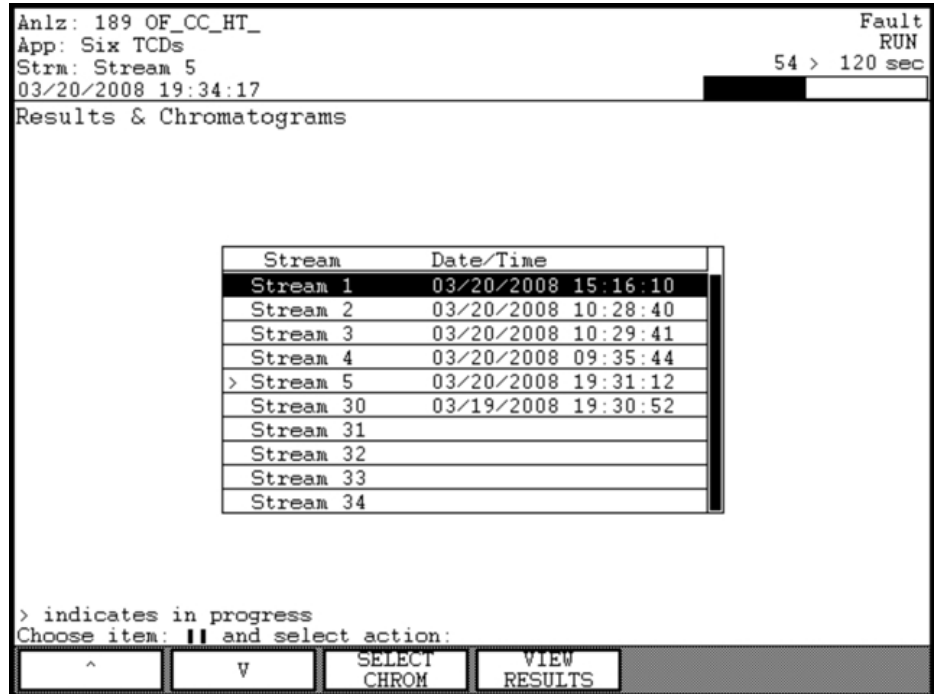 Anlz: 189 OF_CC_HT_
Fault
App: Six TCDs
RUN
Strm: Stream 5
54 > 120 sec
03/20/2008 19:34:17
Results & Chromatograms
Stream Date/Time
Stream 1 03/20/2008 15:16:10
Stream 2 03/20/2008 10:28:40
Stream 3 03/20/2008 10:29:41
Stream 4 03/20/2008 09:35:44
> Stream 5 03/20/2008 19:31:12
Stream 30 03/19/2008 19:30:52
Stream 31
Stream 32
Stream 33
Stream 34
> indicates in progress
Choose item: and select action:
^
V
SELECT
CHROM
VIEW
RESULTS